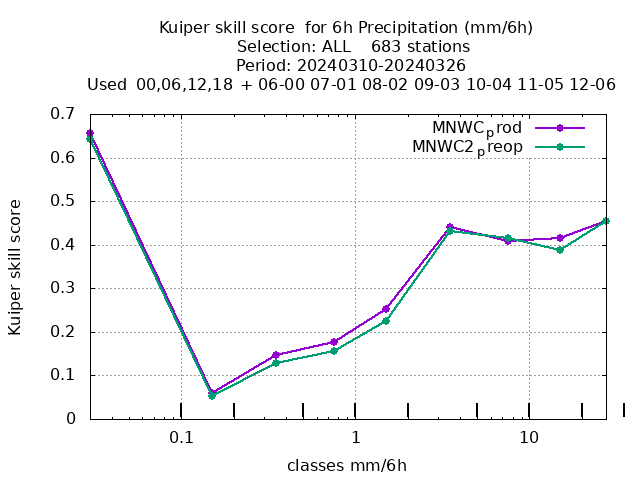 Kuiper skill score  for 6h Precipitation (mm/6h)
Selection: ALL    683 stations
Period: 20240310-20240326
Used  00,06,12,18  + 06-00 07-01 08-02 09-03 10-04 11-05 12-06
0.7
0.6
0.5
0.4
0.3
0.2
0.1
0
Kuiper skill score
MNWCprod
MNWC2preop
0.1 1 10
classes mm/6h